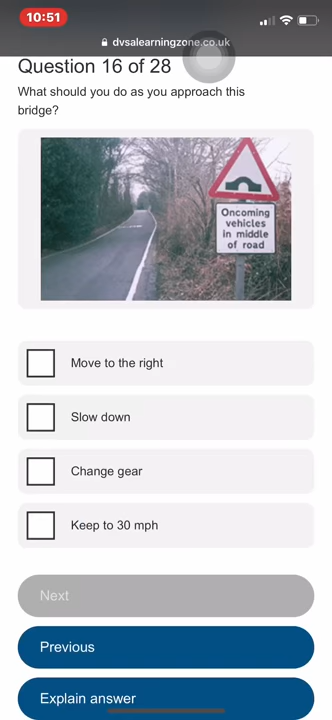 10:51
dvsalearningzone.co.uk
Question 16 of 28
What should you do as you approach this
bridge?
Oncoming
vehicles
in middle
of road
Move to the right
Slow down
Change gear
Keep to 30 mph
Next
Previous
Explain answer